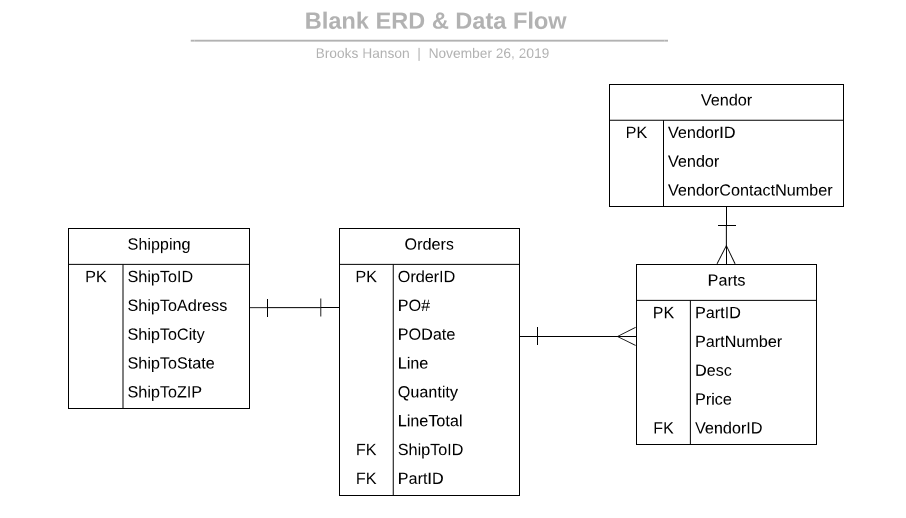 Blank ERD & Data Flow
Brooks Hanson | November 26, 2019
Vendor
PK VendorID
Vendor
VendorContactNumber
Shipping
PK ShipToID
ShipToAdress
ShipToCity
ShipToState
ShipToZIP
Orders
PK OrderID
PO#
PODate
Line
Quantity
LineTotal
FK ShipToID
FK PartID
Parts
PK PartID
PartNumber
Desc
Price
FK VendorID